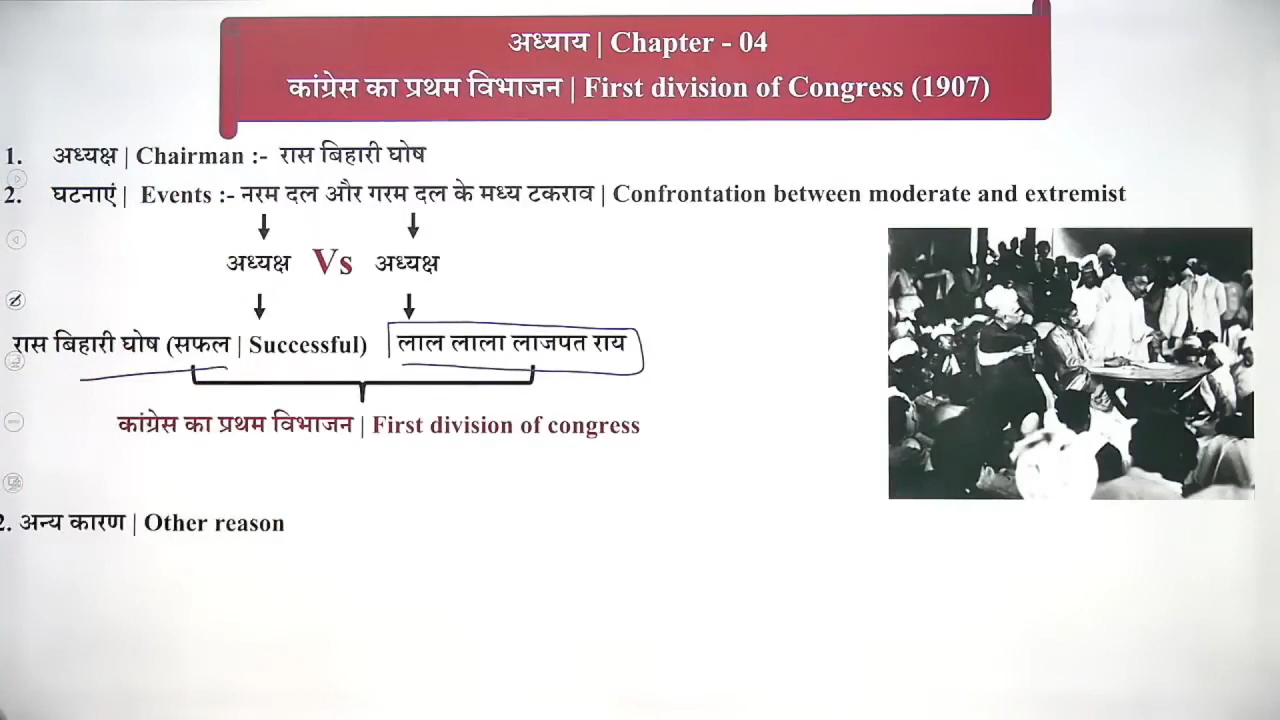 अध्याय | Chapter - 04
कांग्रेस का प्रथम विभाजन | First division of Congress (1907)
1. अध्यक्ष | Chairman :- रास बिहारी घोष
2. घटनाएं | Events :- नरम दल और गरम दल के मध्य टकराव | Confrontation between moderate and extremist
अध्यक्ष Vs अध्यक्ष
रास बिहारी घोष (सफल | Successful) | लाल लाला लाजपत राय
कांग्रेस का प्रथम विभाजन | First division of congress
2. अन्य कारण | Other reason